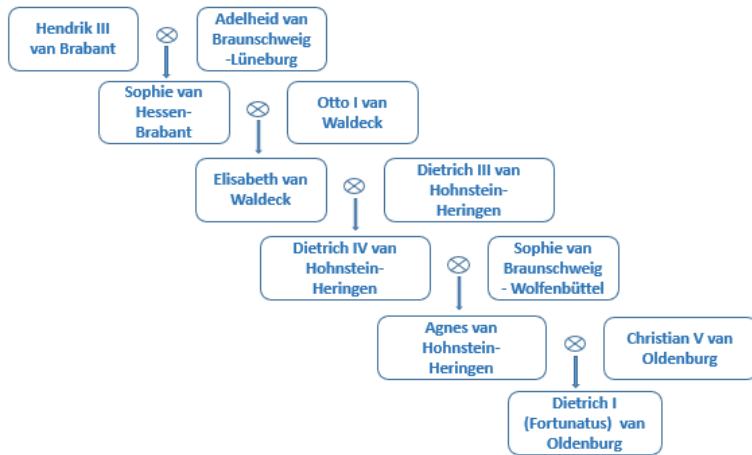 Hendrik III
van Brabant
Adelheid van
Braunschweig
-Lüneburg
Sophie van
Hessen-
Brabant
Otto I van
Waldeck
Elisabeth van
Waldeck
Dietrich III van
Hohnstein-
Heringen
Dietrich IV van
Hohnstein-
Heringen
Sophie van
Braunschweig
- Wolfenbüttel
Agnes van
Hohnstein-
Heringen
Christian V van
Oldenburg
Dietrich I
(Fortunatus) van
Oldenburg